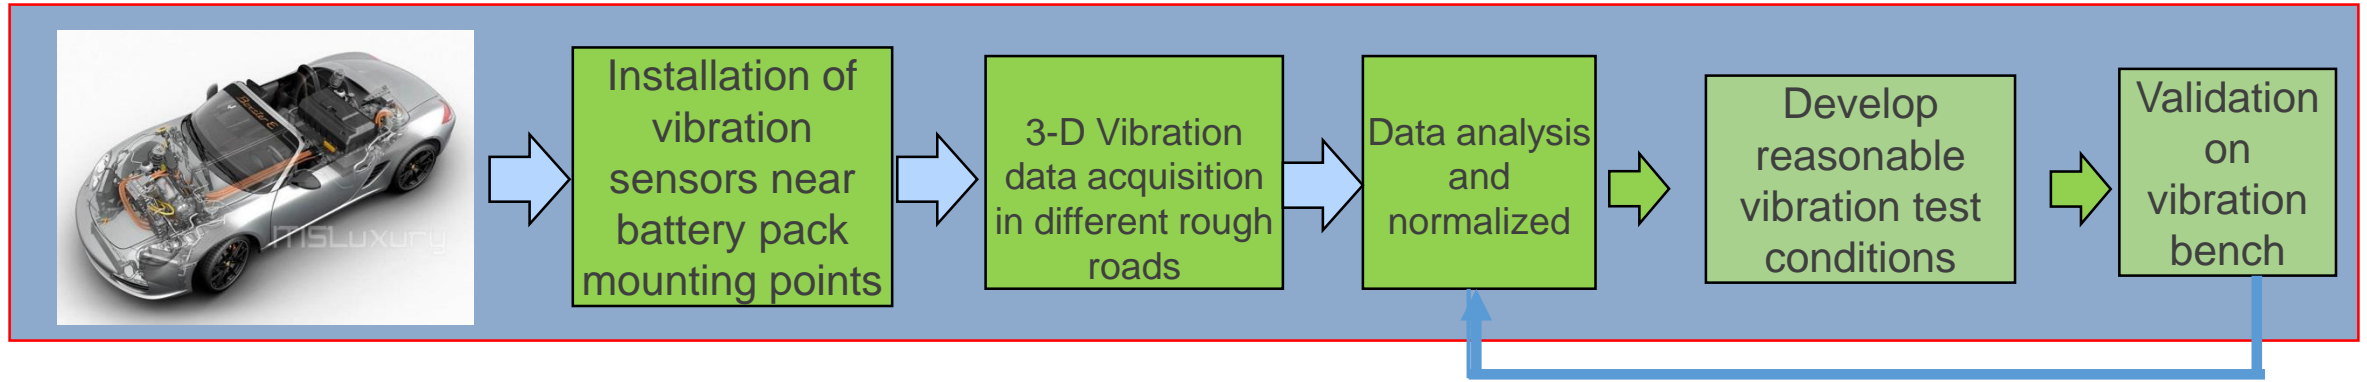 Boxster E
MSLuxury
Installation of
vibration
sensors near
battery pack
mounting points
3-D Vibration
data acquisition
in different rough
roads
Data analysis
and
normalized
Develop
reasonable
vibration test
conditions
Validation
on
vibration
bench